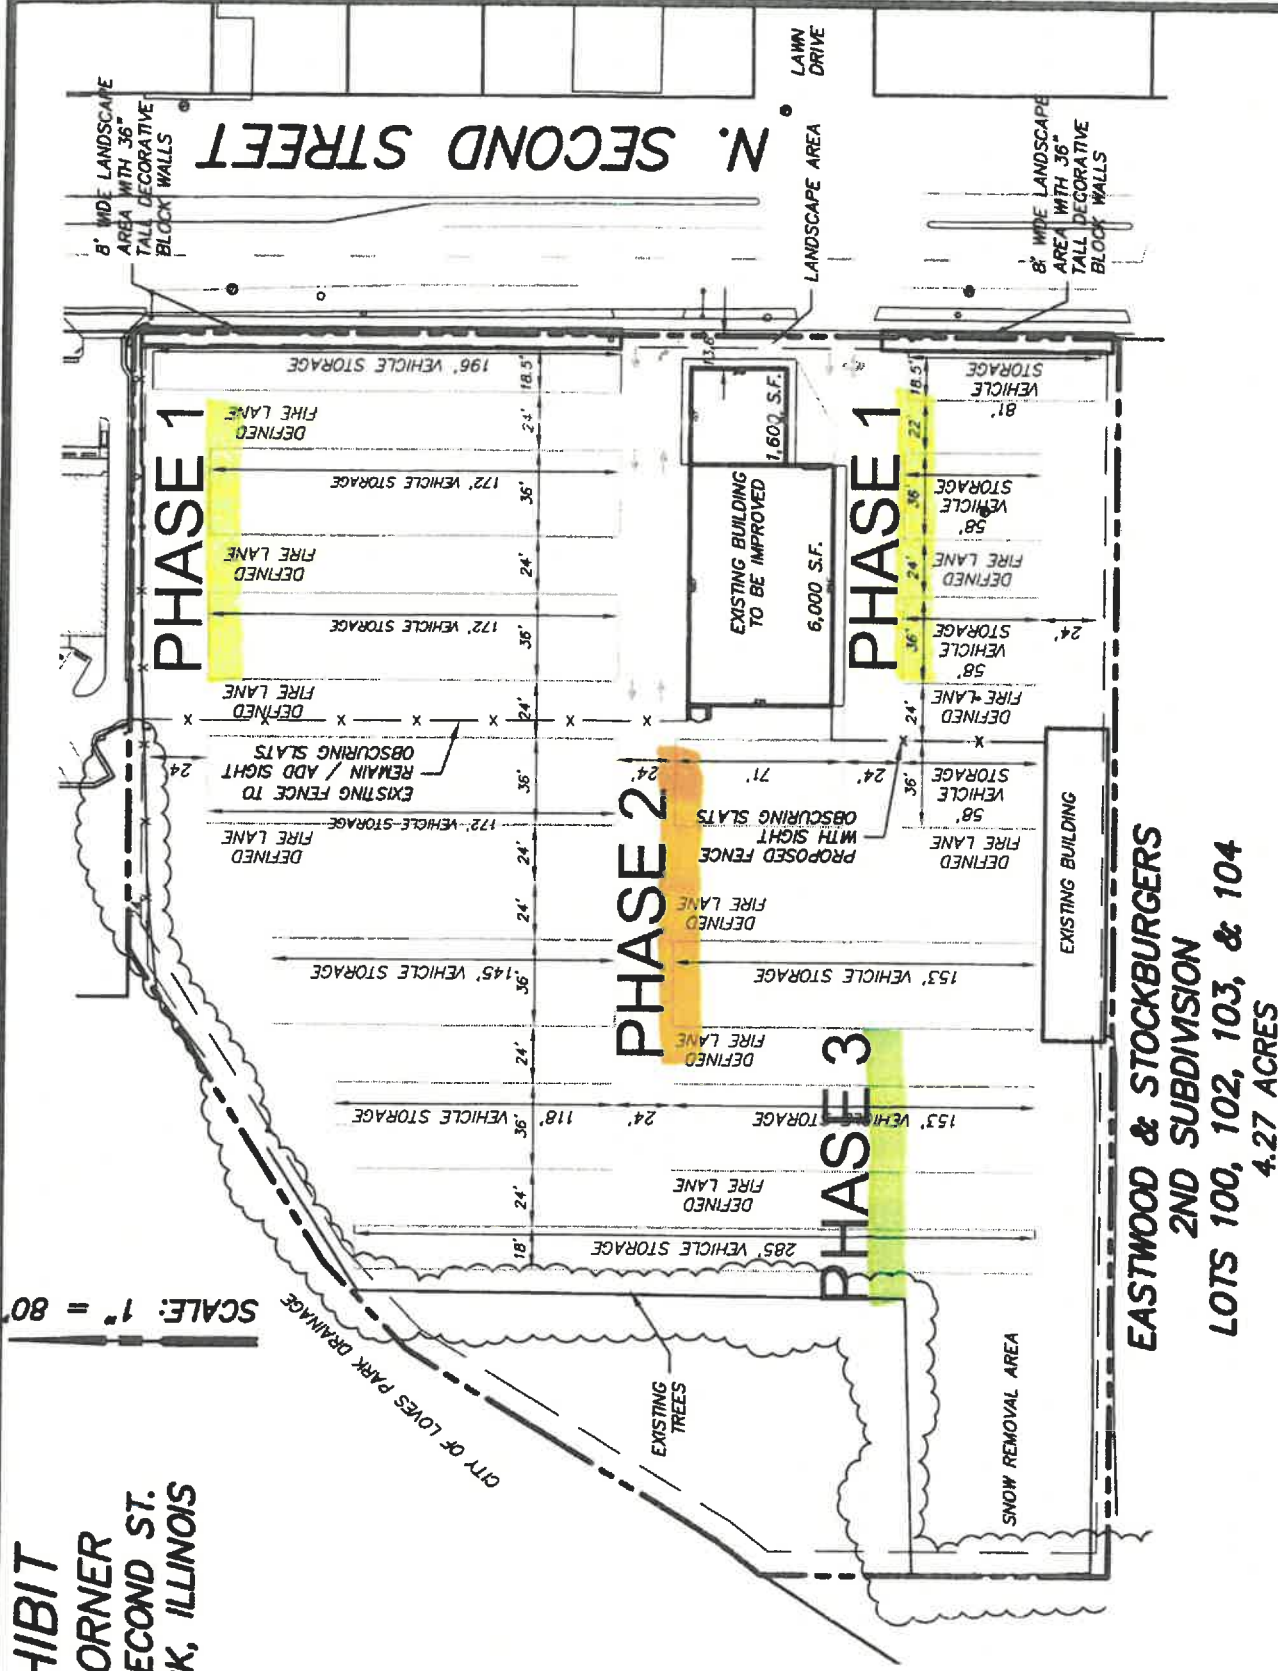 HIBIT
ORNER
ECOND ST.
K, ILLINOIS
SCALE: 1" = 80'
N. SECOND STREET
LAWN
DRIVE
8' WIDE LANDSCAPE
AREA WITH 36"
TALL DECORATIVE
BLOCK WALLS
LANDSCAPE AREA
8' WIDE LANDSCAPE
AREA WITH 36"
TALL DECORATIVE
BLOCK WALLS
PHASE 1
196' VEHICLE STORAGE
18.5'
DEFINED
FIRE LANE
24'
172' VEHICLE STORAGE
36'
DEFINED
FIRE LANE
24'
172' VEHICLE STORAGE
36'
DEFINED
FIRE LANE
24'
EXISTING FENCE TO
REMAIN / ADD SIGHT
OBSCURING SLATS
24'
172' VEHICLE STORAGE
36'
DEFINED
FIRE LANE
24'
24'
145' VEHICLE STORAGE
36'
24'
118' VEHICLE STORAGE
36'
24'
18'
13.6'
1,600 S.F.
EXISTING BUILDING
TO BE IMPROVED
6,000 S.F.
PHASE 1
81'
VEHICLE
STORAGE
18.5'
22'
58'
VEHICLE
STORAGE
36'
DEFINED
FIRE LANE
24'
58'
VEHICLE
STORAGE
36'
24'
DEFINED
FIRE LANE
24'
58'
VEHICLE
STORAGE
36'
DEFINED
FIRE LANE
24'
71'
24'
PROPOSED FENCE
WITH SIGHT
OBSCURING SLATS
PHASE 2
DEFINED
FIRE LANE
153' VEHICLE STORAGE
DEFINED
FIRE LANE
24'
153' VEHICLE STORAGE
PHASE 3
DEFINED
FIRE LANE
285' VEHICLE STORAGE
EXISTING BUILDING
CITY OF LOVES PARK DRAINAGE
EXISTING
TREES
SNOW REMOVAL AREA
EASTWOOD & STOCKBURGERS
2ND SUBDIVISION
LOTS 100, 102, 103, & 104
4.27 ACRES